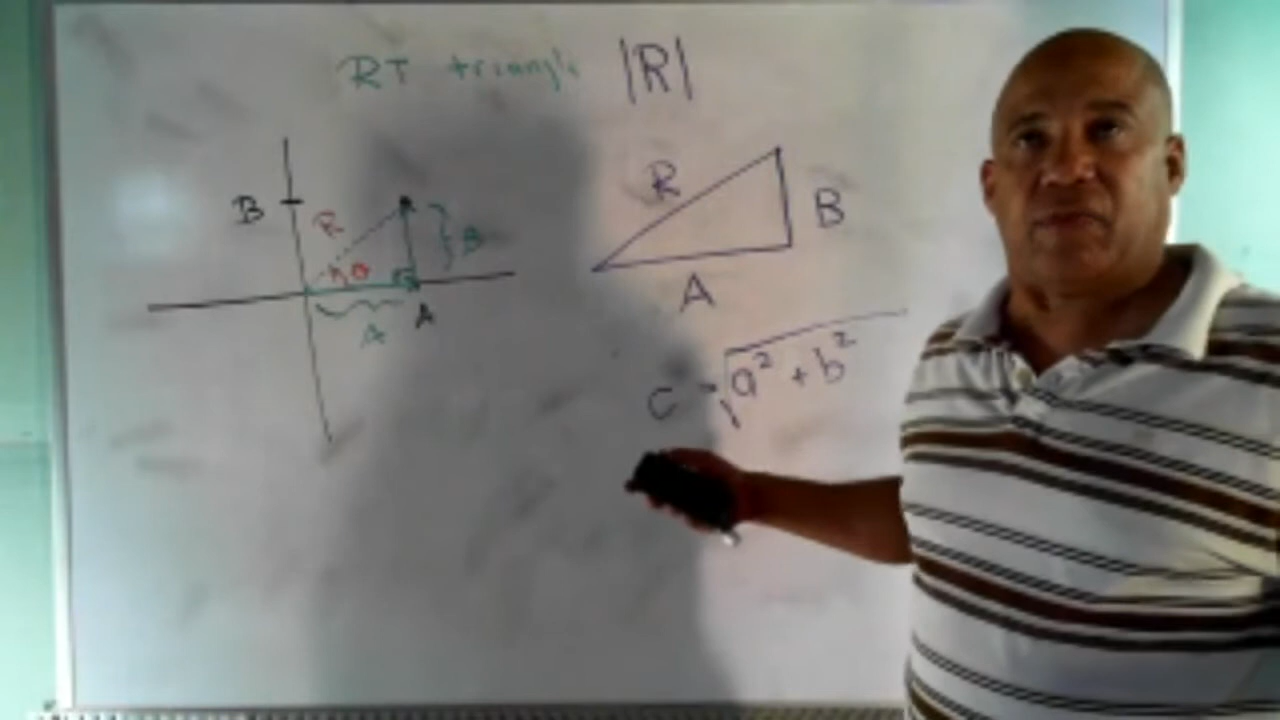 RT triangle |R|
B R B
θ
A A
R B
A
c = √a² + b²